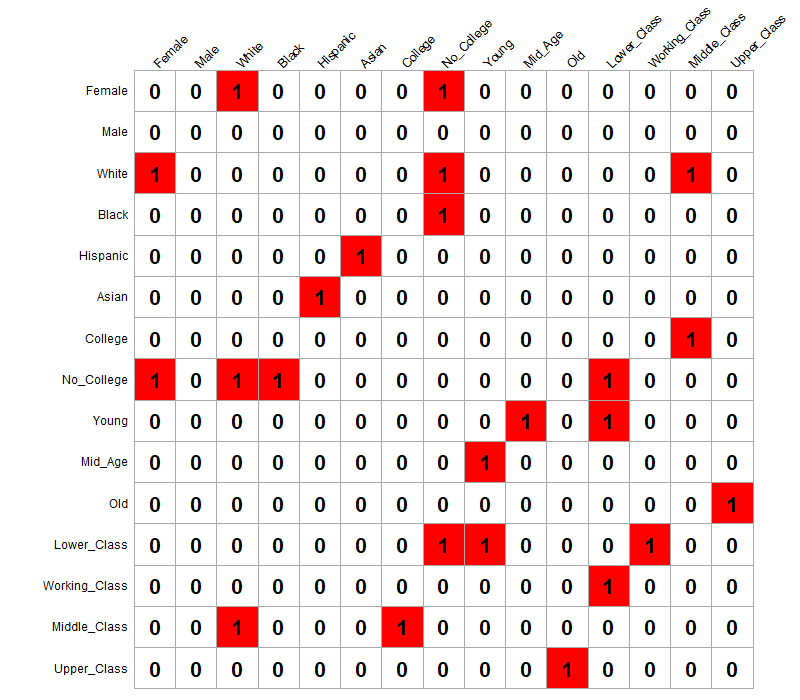 Female Male White Black Hispanic Asian College No_College Young Mid_Age Old Lower_Class Working_Class Middle_Class Upper_Class
Female 0 0 1 0 0 0 0 1 0 0 0 0 0 0 0
Male 0 0 0 0 0 0 0 0 0 0 0 0 0 0 0
White 1 0 0 0 0 0 0 1 0 0 0 0 0 1 0
Black 0 0 0 0 0 0 0 1 0 0 0 0 0 0 0
Hispanic 0 0 0 0 0 1 0 0 0 0 0 0 0 0 0
Asian 0 0 0 0 1 0 0 0 0 0 0 0 0 0 0
College 0 0 0 0 0 0 0 0 0 0 0 0 0 1 0
No_College 1 0 1 1 0 0 0 0 0 0 0 1 0 0 0
Young 0 0 0 0 0 0 0 0 0 1 0 1 0 0 0
Mid_Age 0 0 0 0 0 0 0 0 1 0 0 0 0 0 0
Old 0 0 0 0 0 0 0 0 0 0 0 0 0 0 1
Lower_Class 0 0 0 0 0 0 0 1 1 0 0 0 1 0 0
Working_Class 0 0 0 0 0 0 0 0 0 0 0 1 0 0 0
Middle_Class 0 0 1 0 0 0 1 0 0 0 0 0 0 0 0
Upper_Class 0 0 0 0 0 0 0 0 0 0 1 0 0 0 0